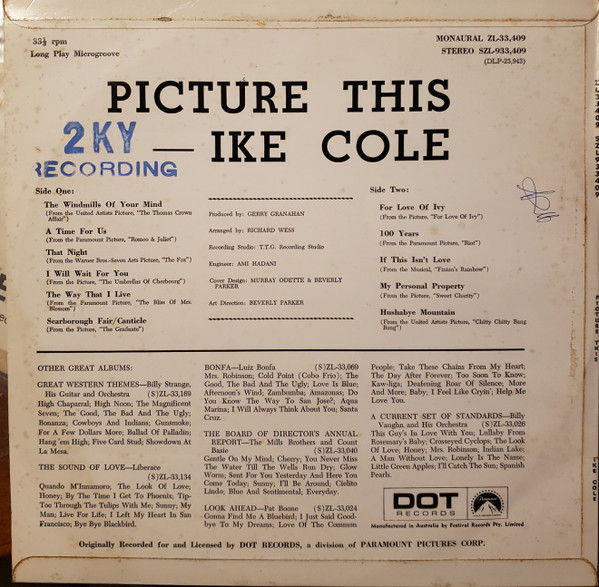 33⅓ rpm
Long Play Microgroove
MONAURAL ZL-33,409
STEREO SZL-933,409
(DLP-25,943)
PICTURE THIS
2KY
RECORDING
— IKE COLE
Side One:
The Windmills Of Your Mind
(From the United Artists Picture, "The Thomas Crown
Affair")
A Time For Us
(From the Paramount Picture, "Romeo & Juliet")
That Night
(From the Warner Bros.-Seven Arts Picture, "The Fox")
I Will Wait For You
(From the Picture, "The Umbrellas Of Cherbourg")
The Way That I Live
(From the Paramount Picture, "The Bliss Of Mrs.
Blossom")
Scarborough Fair/Canticle
(From the Picture, "The Graduate")
Produced by: GERRY GRANAHAN
Arranged by: RICHARD WESS
Recording Studio: T.T.G. Recording Studio
Engineer: AMI HADANI
Cover Design: MURRAY ODETTE & BEVERLY
PARKER
Art Direction: BEVERLY PARKER
Side Two:
For Love Of Ivy
(From the Picture, "For Love Of Ivy")
100 Years
(From the Paramount Picture, "Riot")
If This Isn't Love
(From the Musical, "Finian's Rainbow")
My Personal Property
(From the Picture, "Sweet Charity")
Hushabye Mountain
(From the United Artists Picture, "Chitty Chitty Bang
Bang")
OTHER GREAT ALBUMS:
GREAT WESTERN THEMES—Billy Strange,
His Guitar and Orchestra (S)ZL-33,169
High Chaparral; High Noon; The Magnificent
Seven; The Good, The Bad And The Ugly;
Bonanza; Cowboys And Indians; Gunsmoke;
For A Few Dollars More; Ballad Of Palladin;
Hang 'em High; Five Card Stud; Showdown At
La Mesa.
THE SOUND OF LOVE—Liberace
(S)ZL-33,134
Quando M'Innamoro; The Look Of Love;
Honey; By The Time I Get To Phoenix; Tip-
Toe Through The Tulips With Me; Sunny; My
Man; Live For Life; I Left My Heart In San
Francisco; Bye Bye Blackbird.
BONFA—Luiz Bonfa (S)ZL-33,069
Mrs. Robinson; Cold Point (Cobo Frio); The
Good, The Bad And The Ugly; Love Is Blue;
Afternoon's Wind; Zambumba; Amazonas; Do
You Know The Way To San Jose?; Aqua
Marina; I Will Always Think About You; Santa
Cruz.
THE BOARD OF DIRECTOR'S ANNUAL
REPORT—The Mills Brothers and Count
Basie (S)ZL-33,040
Gentle On My Mind; Cherry; You Never Miss
The Water Till The Wells Run Dry; Glow
Worm; Sent For You Yesterday And Here You
Come Today; Sunny; I'll Be Around; Cielito
Lindo; Blue And Sentimental; Everyday.
LOOK AHEAD—Pat Boone (S)ZL-33,024
Gonna Find Me A Bluebird; I Just Said Good-
bye To My Dreams; Love Of The Common
People; Take These Chains From My Heart;
The Day After Forever; Too Soon To Know;
Kaw-liga; Deafening Roar Of Silence; More
And More; Baby, I Feel Like Cryin'; Help Me
Love You.
A CURRENT SET OF STANDARDS—Billy
Vaughn and His Orchestra (S)ZL-33,026
This Guy's In Love With You; Lullaby From
Rosemary's Baby; Crosseyed Cyclops; The Look
Of Love; Honey; Mrs. Robinson; Indian Lake;
A Man Without Love; Lonely Is The Name;
Little Green Apples; I'll Catch The Sun; Spanish
Pearls.
DOT
RECORDS
Paramount
Manufactured in Australia by Festival Records Pty. Limited
Originally Recorded for and Licensed by DOT RECORDS, a division of PARAMOUNT PICTURES CORP.
PICTURE THIS
IKE COLE